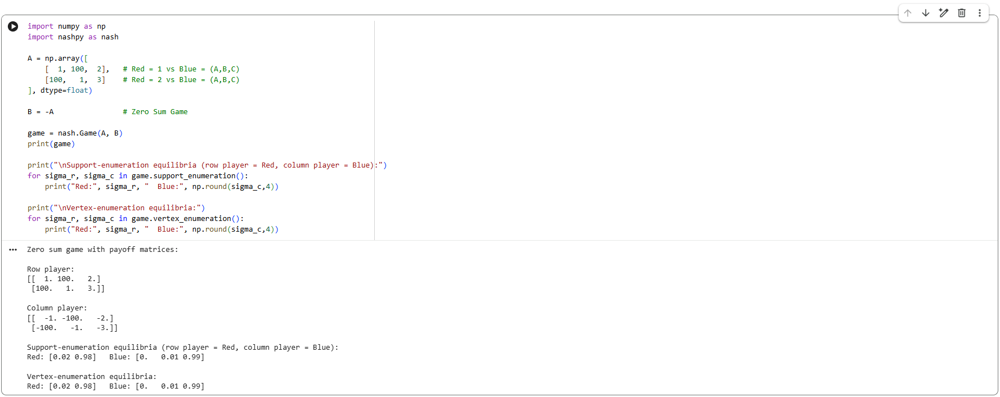 import numpy as np
import nashpy as nash
A = np.array([
    [  1, 100,  2],   # Red = 1 vs Blue = (A,B,C)
    [100,   1,  3]    # Red = 2 vs Blue = (A,B,C)
], dtype=float)
B = -A                # Zero Sum Game
game = nash.Game(A, B)
print(game)
print("\nSupport-enumeration equilibria (row player = Red, column player = Blue):")
for sigma_r, sigma_c in game.support_enumeration():
    print("Red:", sigma_r, "  Blue:", np.round(sigma_c,4))
print("\nVertex-enumeration equilibria:")
for sigma_r, sigma_c in game.vertex_enumeration():
    print("Red:", sigma_r, "  Blue:", np.round(sigma_c,4))
Zero sum game with payoff matrices:
Row player:
[[  1. 100.   2.]
 [100.   1.   3.]]
Column player:
[[  -1. -100.   -2.]
 [-100.   -1.   -3.]]
Support-enumeration equilibria (row player = Red, column player = Blue):
Red: [0.02 0.98]   Blue: [0.   0.01 0.99]
Vertex-enumeration equilibria:
Red: [0.02 0.98]   Blue: [0.   0.01 0.99]